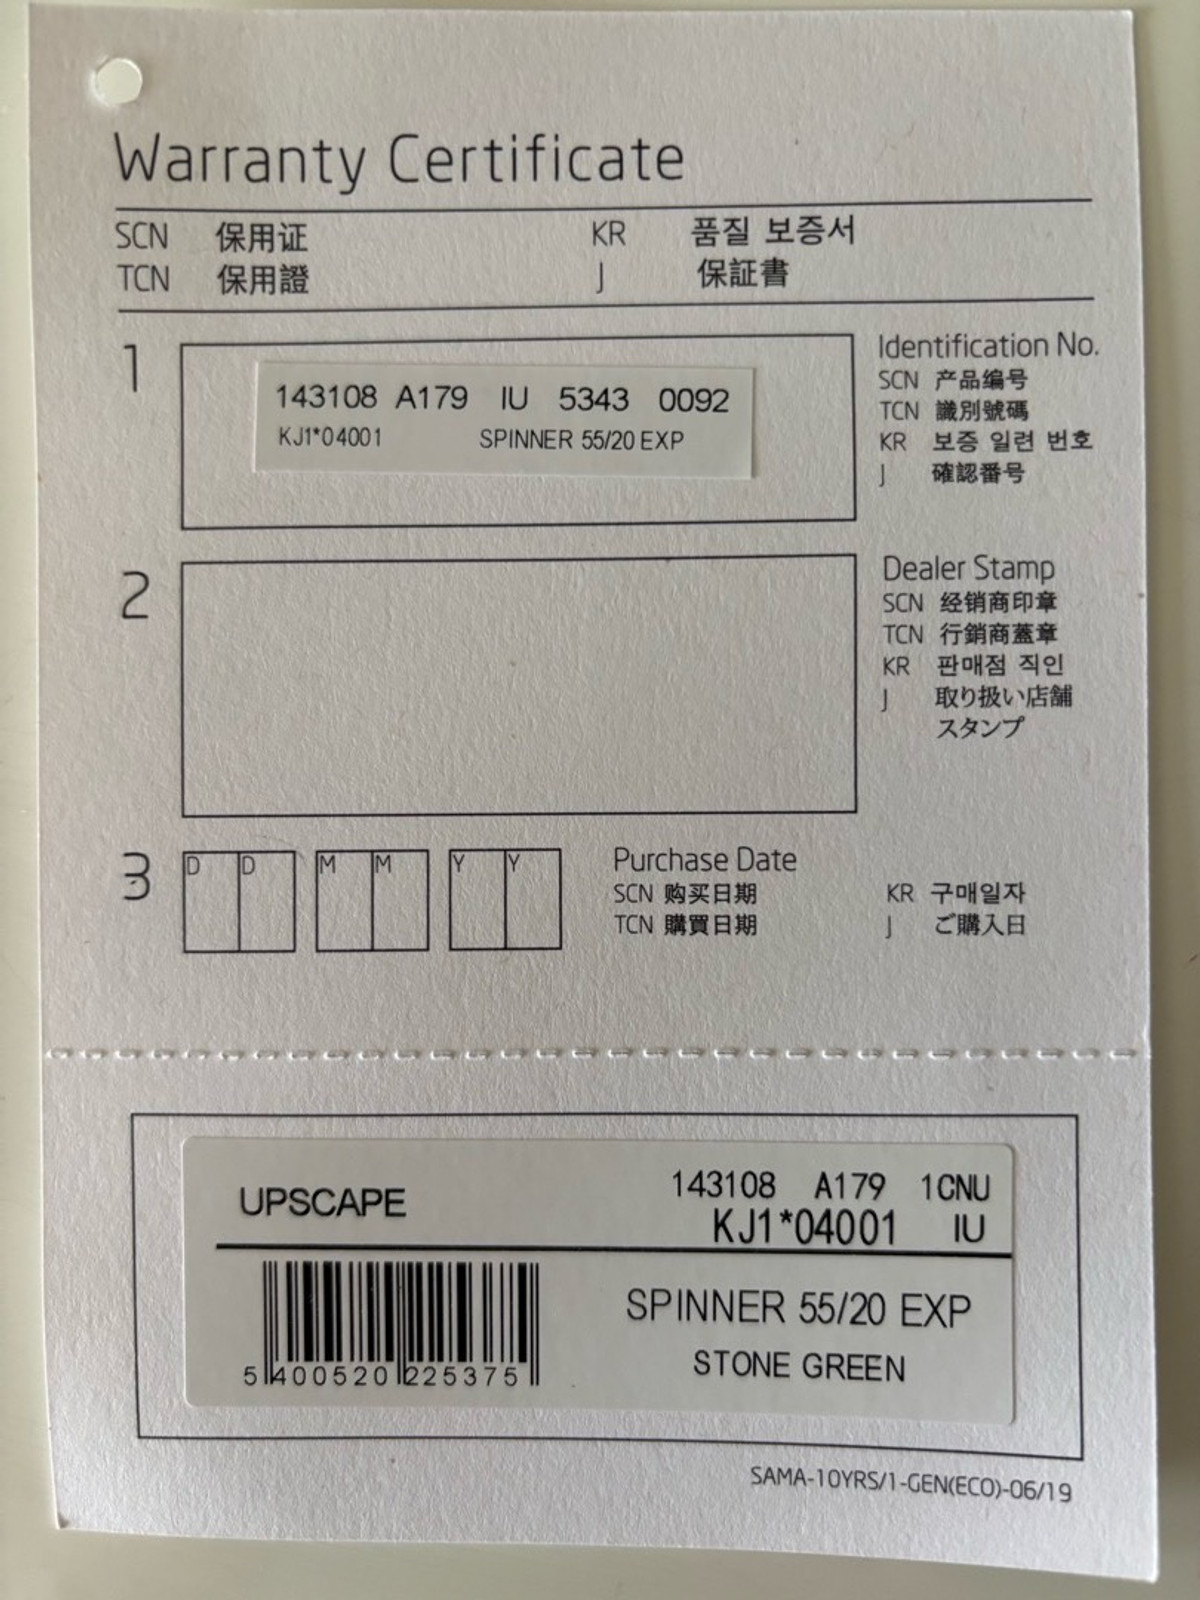 Warranty Certificate
SCN 保用证 KR 품질 보증서
TCN 保用證 J 保証書
1
143108 A179 IU 5343 0092
KJ1*04001 SPINNER 55/20 EXP
Identification No.
SCN 产品编号
TCN 識別號碼
KR 보증 일련 번호
J 確認番号
2
Dealer Stamp
SCN 经销商印章
TCN 行銷商蓋章
KR 판매점 직인
J 取り扱い店舗
スタンプ
3
D D M M Y Y
Purchase Date
SCN 购买日期 KR 구매일자
TCN 購買日期 J ご購入日
UPSCAPE
143108 A179 1CNU
KJ1*04001 IU
SPINNER 55/20 EXP
STONE GREEN
5 400520 225375
SAMA-10YRS/1-GEN(ECO)-06/19